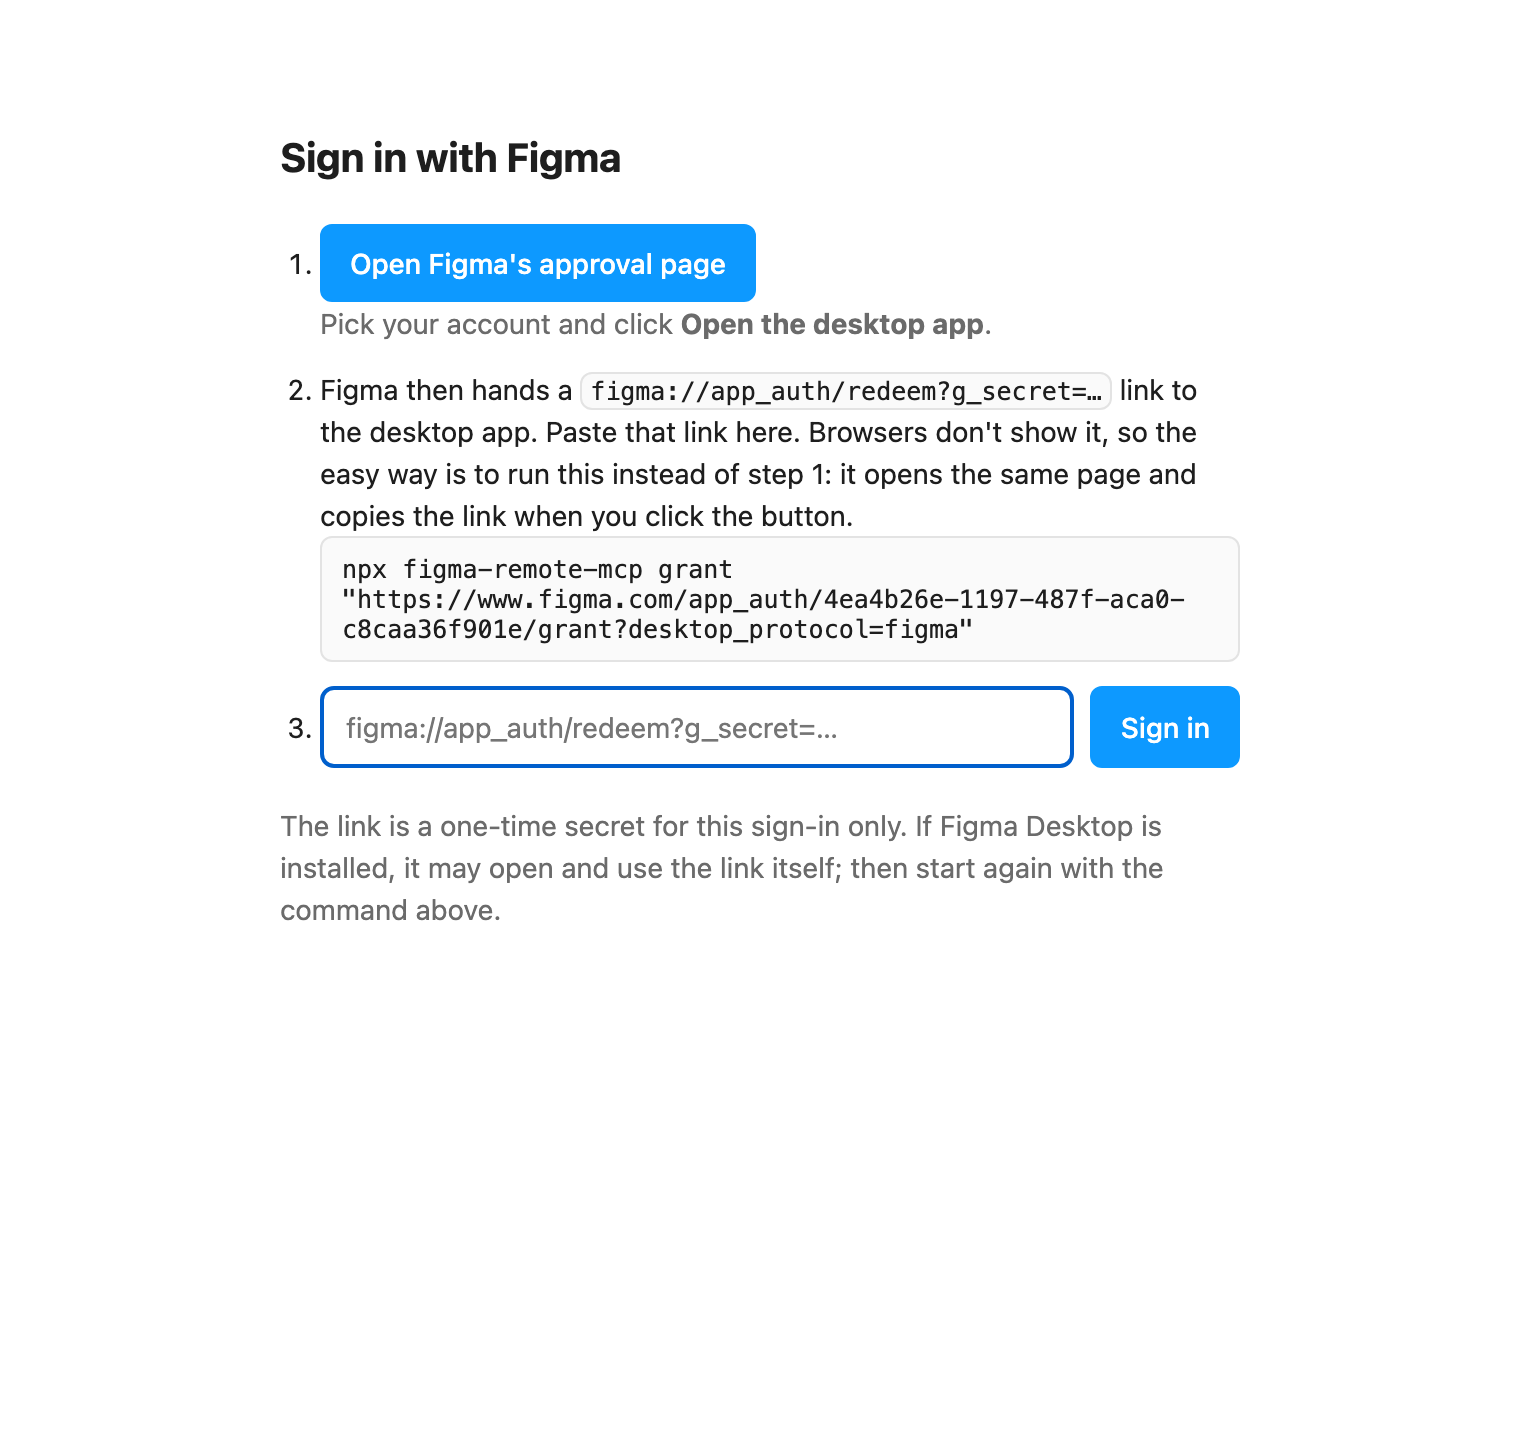 Sign in with Figma
1. Open Figma's approval page
Pick your account and click Open the desktop app.
2. Figma then hands a figma://app_auth/redeem?g_secret=… link to
the desktop app. Paste that link here. Browsers don't show it, so the
easy way is to run this instead of step 1: it opens the same page and
copies the link when you click the button.
npx figma-remote-mcp grant
"https://www.figma.com/app_auth/4ea4b26e-1197-487f-aca0-
c8caa36f901e/grant?desktop_protocol=figma"
3. figma://app_auth/redeem?g_secret=… Sign in
The link is a one-time secret for this sign-in only. If Figma Desktop is
installed, it may open and use the link itself; then start again with the
command above.